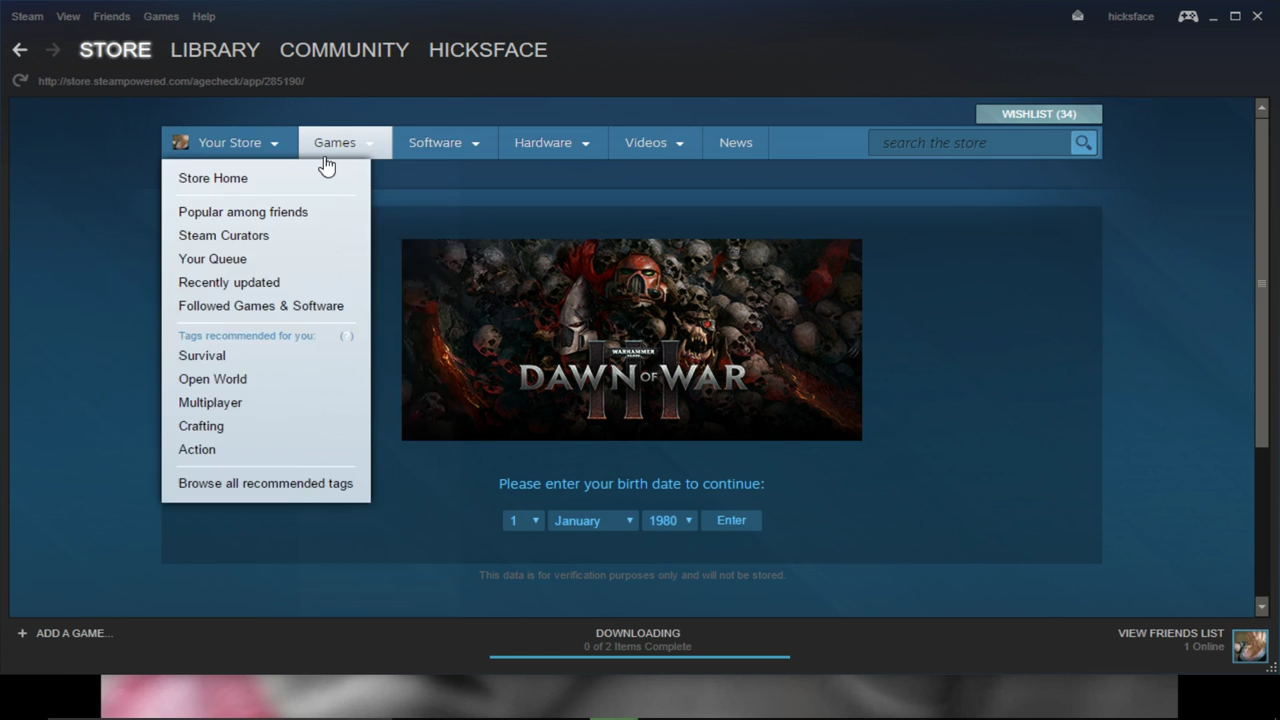 Steam View Friends Games Help
hicksface
STORE LIBRARY COMMUNITY HICKSFACE
http://store.steampowered.com/agecheck/app/285190/
WISHLIST (34)
Your Store Games Software Hardware Videos News
search the store
Store Home
Popular among friends
Steam Curators
Your Queue
Recently updated
Followed Games & Software
Tags recommended for you: ?
Survival
Open World
Multiplayer
Crafting
Action
Browse all recommended tags
WARHAMMER
DAWN OF WAR
III
Please enter your birth date to continue:
1 January 1980 Enter
This data is for verification purposes only and will not be stored.
+ ADD A GAME...
DOWNLOADING
0 of 2 Items Complete
VIEW FRIENDS LIST
1 Online